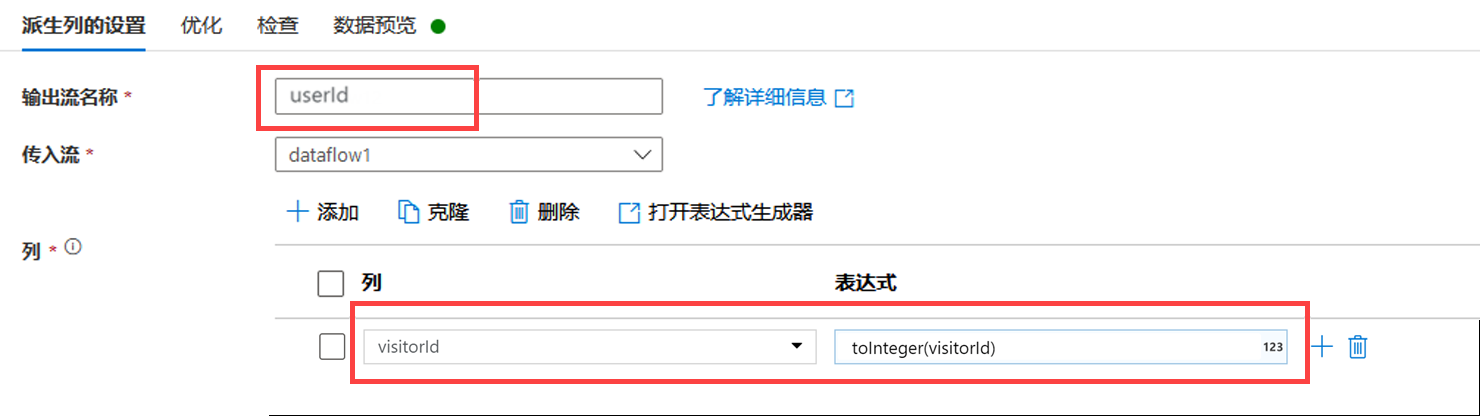 派生列的设置 优化 检查 数据预览
输出流名称 * userId 了解详细信息
传入流 * dataflow1
添加 克隆 删除 打开表达式生成器
列 *
列 表达式
visitorId toInteger(visitorId) 123